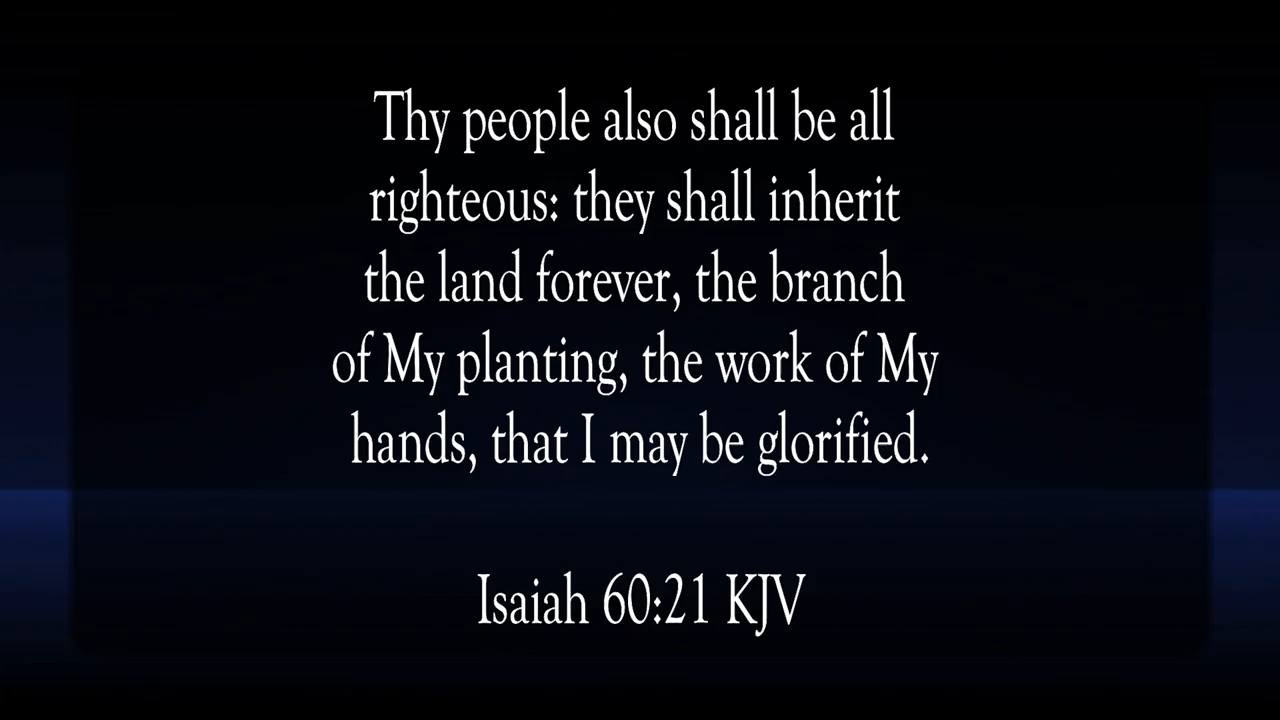 Thy people also shall be all
righteous: they shall inherit
the land forever, the branch
of My planting, the work of My
hands, that I may be glorified.
Isaiah 60:21 KJV